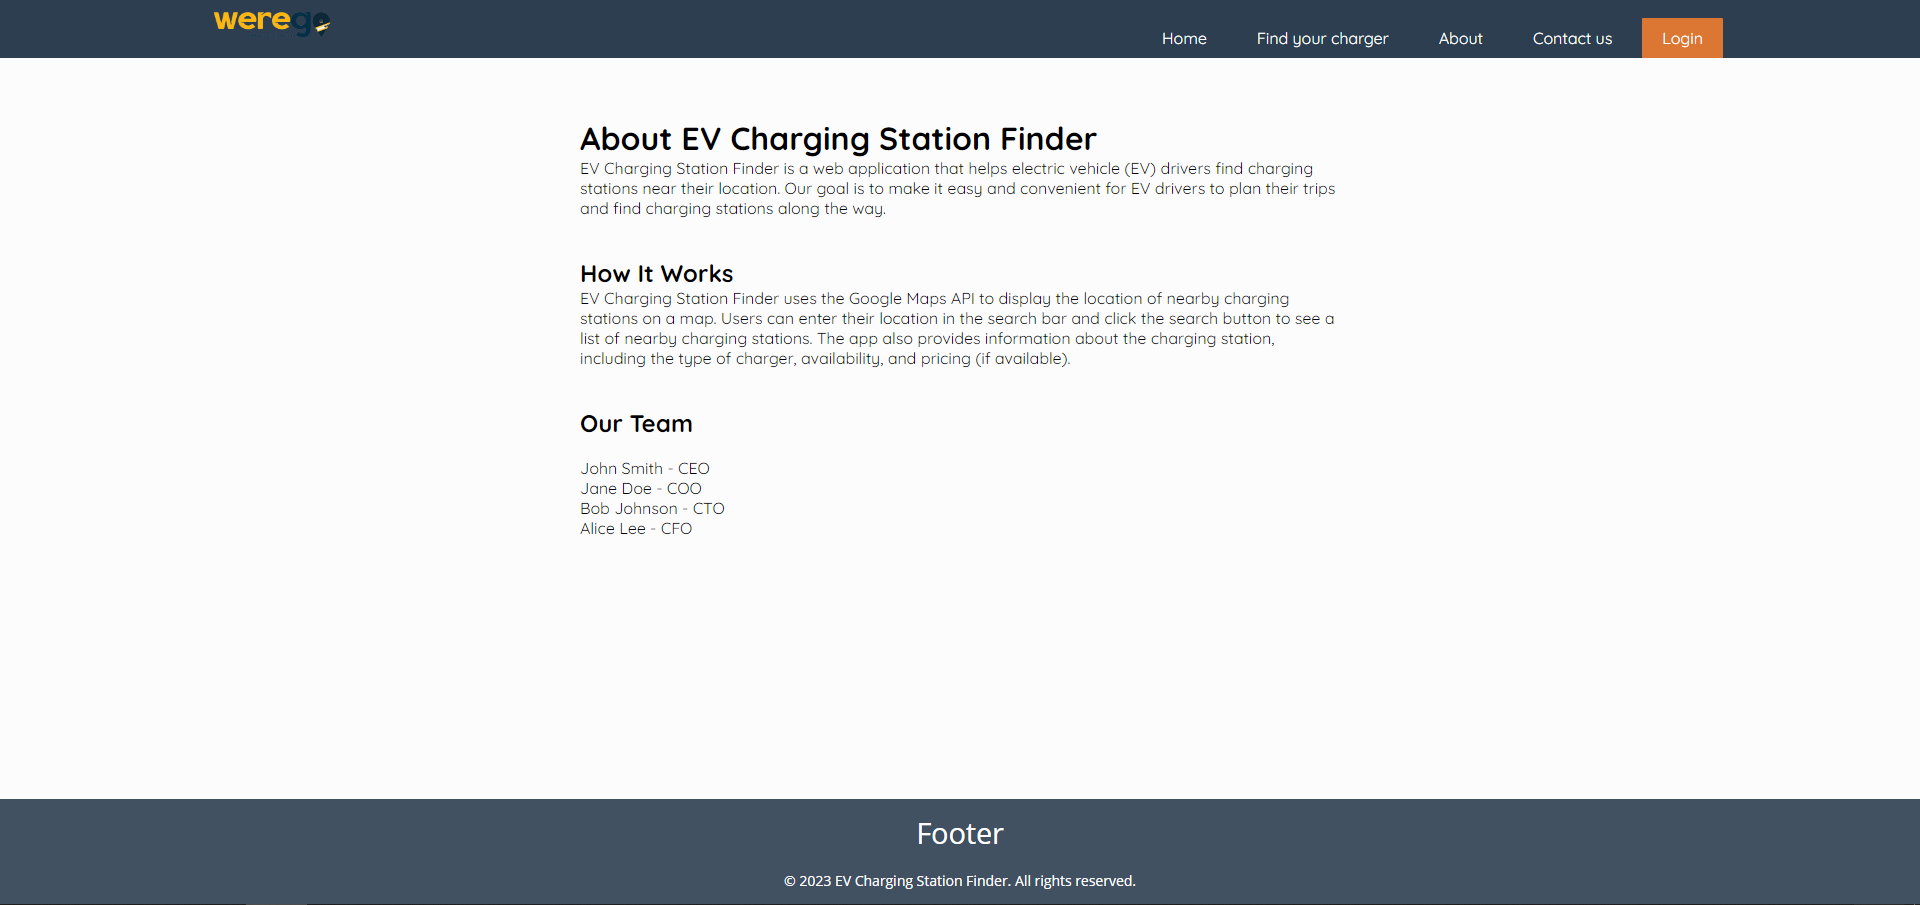 werego
Home
Find your charger
About
Contact us
Login
About EV Charging Station Finder
EV Charging Station Finder is a web application that helps electric vehicle (EV) drivers find charging
stations near their location. Our goal is to make it easy and convenient for EV drivers to plan their trips
and find charging stations along the way.
How It Works
EV Charging Station Finder uses the Google Maps API to display the location of nearby charging
stations on a map. Users can enter their location in the search bar and click the search button to see a
list of nearby charging stations. The app also provides information about the charging station,
including the type of charger, availability, and pricing (if available).
Our Team
John Smith - CEO
Jane Doe - COO
Bob Johnson - CTO
Alice Lee - CFO
Footer
© 2023 EV Charging Station Finder. All rights reserved.